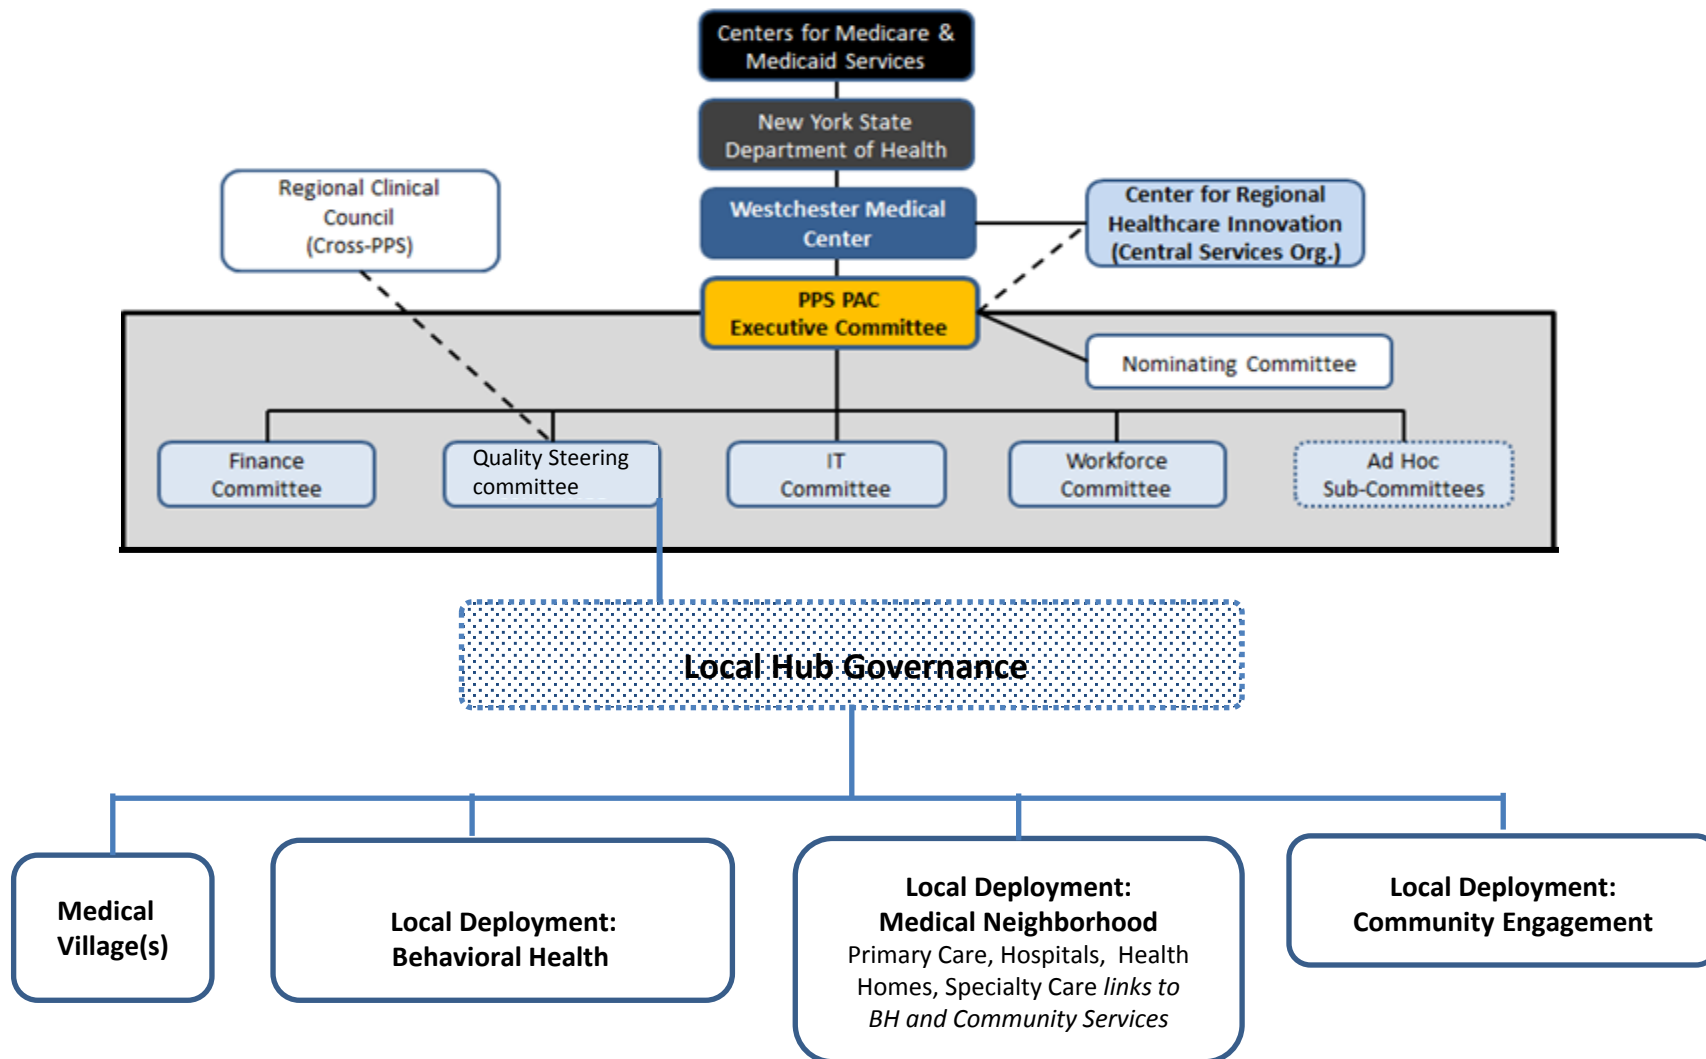 Centers for Medicare &
Medicaid Services
New York State
Department of Health
Regional Clinical
Council
(Cross-PPS)
Westchester Medical
Center
Center for Regional
Healthcare Innovation
(Central Services Org.)
PPS PAC
Executive Committee
Nominating Committee
Finance
Committee
Quality Steering
committee
IT
Committee
Workforce
Committee
Ad Hoc
Sub-Committees
Local Hub Governance
Medical
Village(s)
Local Deployment:
Behavioral Health
Local Deployment:
Medical Neighborhood
Primary Care, Hospitals, Health
Homes, Specialty Care links to
BH and Community Services
Local Deployment:
Community Engagement